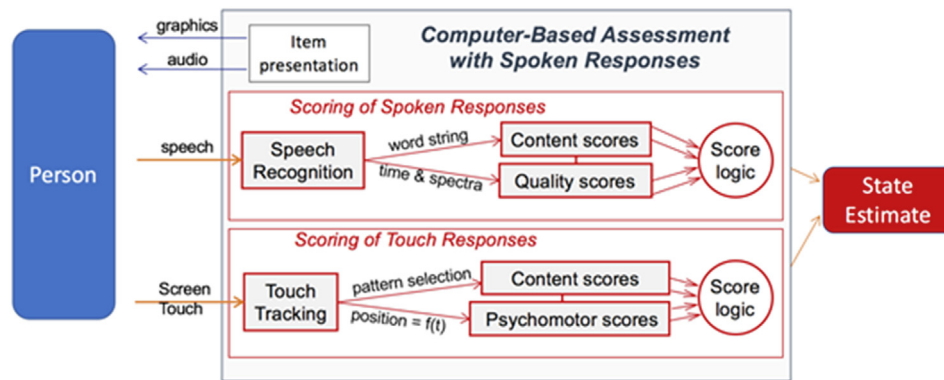 graphics
audio
Item
presentation
Computer-Based Assessment
with Spoken Responses
Person
Scoring of Spoken Responses
speech
Speech
Recognition
word string
time & spectra
Content scores
Quality scores
Score
logic
State
Estimate
Scoring of Touch Responses
Screen
Touch
Touch
Tracking
pattern selection
position = f(t)
Content scores
Psychomotor scores
Score
logic